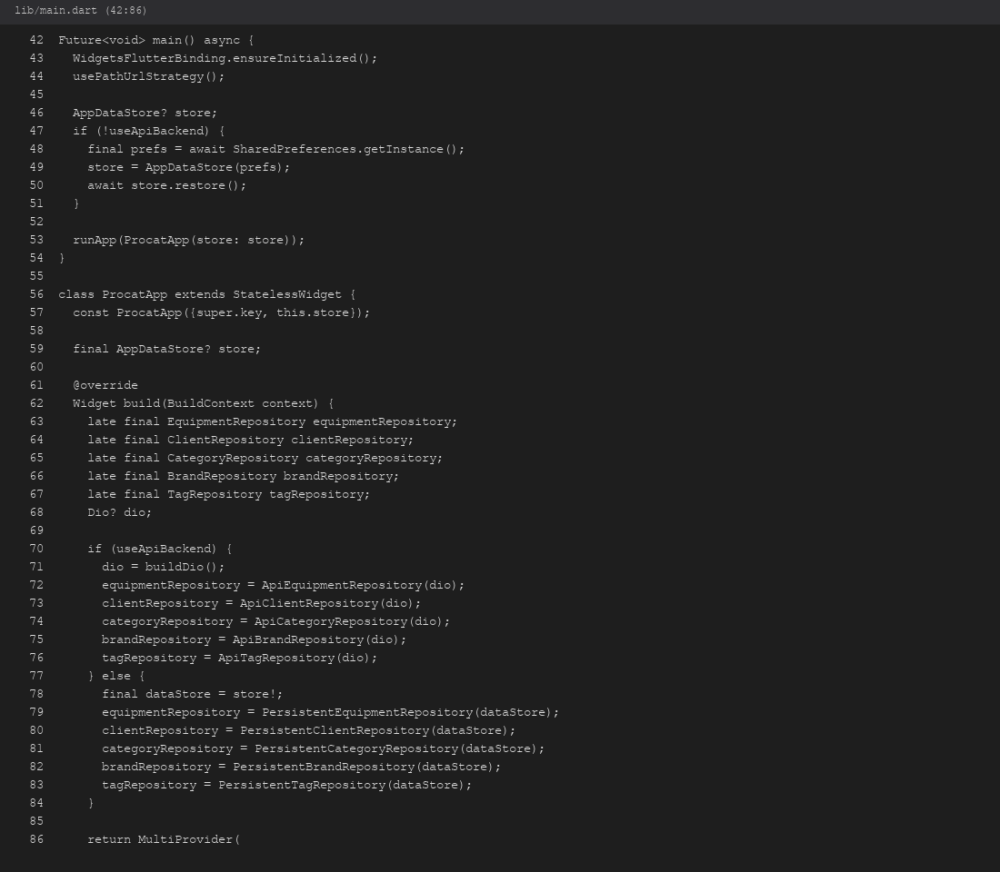 lib/main.dart (42:86)
42 Future<void> main() async {
43   WidgetsFlutterBinding.ensureInitialized();
44   usePathUrlStrategy();
45
46   AppDataStore? store;
47   if (!useApiBackend) {
48     final prefs = await SharedPreferences.getInstance();
49     store = AppDataStore(prefs);
50     await store.restore();
51   }
52
53   runApp(ProcatApp(store: store));
54 }
55
56 class ProcatApp extends StatelessWidget {
57   const ProcatApp({super.key, this.store});
58
59   final AppDataStore? store;
60
61   @override
62   Widget build(BuildContext context) {
63     late final EquipmentRepository equipmentRepository;
64     late final ClientRepository clientRepository;
65     late final CategoryRepository categoryRepository;
66     late final BrandRepository brandRepository;
67     late final TagRepository tagRepository;
68     Dio? dio;
69
70     if (useApiBackend) {
71       dio = buildDio();
72       equipmentRepository = ApiEquipmentRepository(dio);
73       clientRepository = ApiClientRepository(dio);
74       categoryRepository = ApiCategoryRepository(dio);
75       brandRepository = ApiBrandRepository(dio);
76       tagRepository = ApiTagRepository(dio);
77     } else {
78       final dataStore = store!;
79       equipmentRepository = PersistentEquipmentRepository(dataStore);
80       clientRepository = PersistentClientRepository(dataStore);
81       categoryRepository = PersistentCategoryRepository(dataStore);
82       brandRepository = PersistentBrandRepository(dataStore);
83       tagRepository = PersistentTagRepository(dataStore);
84     }
85
86     return MultiProvider(